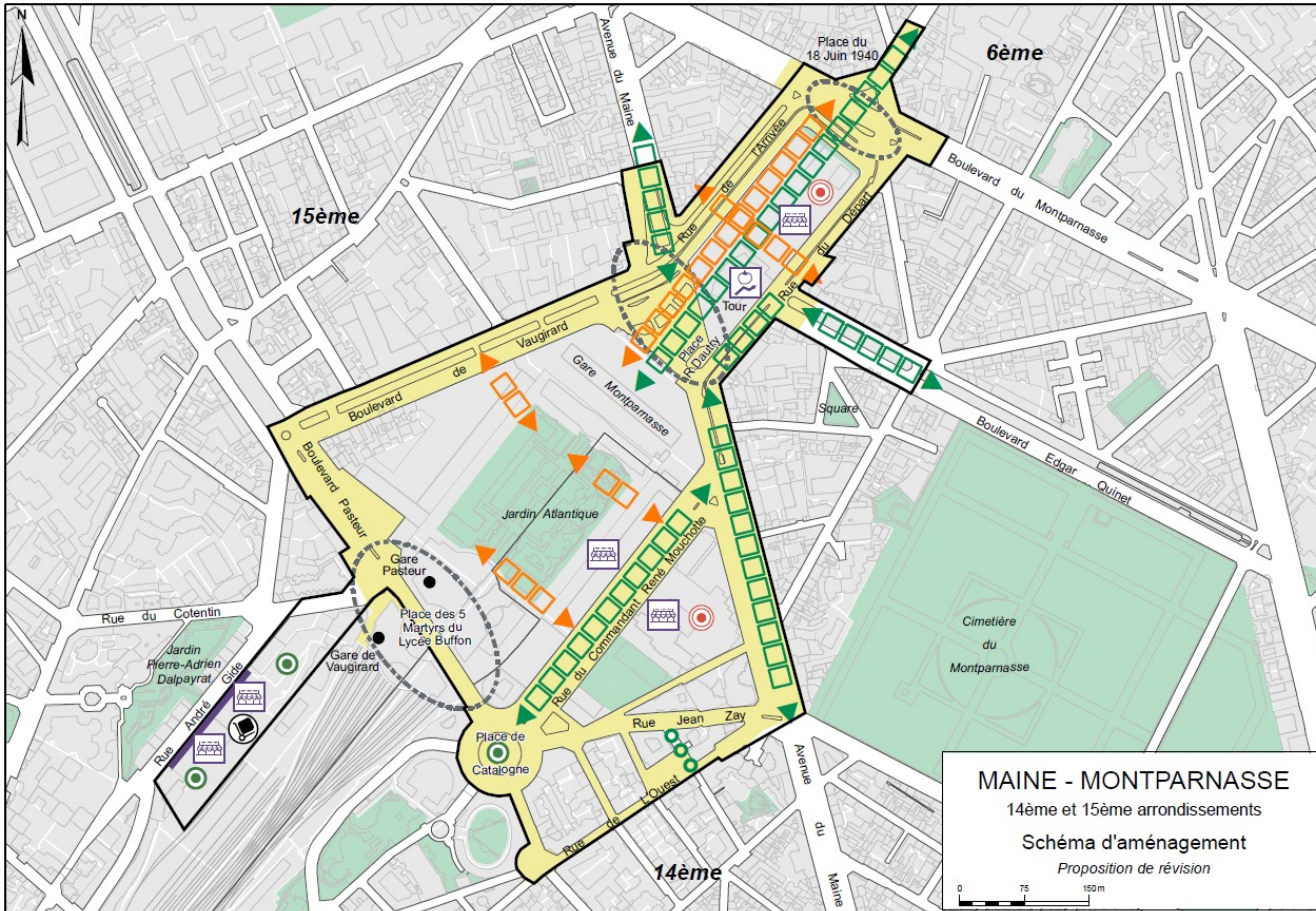 N
Avenue du Maine
Place du
18 Juin 1940
6ème
15ème
Rue de l'Arrivée
Boulevard du Montparnasse
Rue du Départ
Tour
Place
R.Dautry
Boulevard de Vaugirard
Gare Montparnasse
Square
Boulevard Edgar Quinet
Boulevard Pasteur
Jardin Atlantique
Rue du Commandant René Mouchotte
Gare
Pasteur
Rue du Cotentin
Place des 5
Martyrs du
Lycée Buffon
Gare de
Vaugirard
Jardin
Pierre-Adrien
Dalpayrat
Rue André Gide
Cimetière
du
Montparnasse
Rue Jean Zay
Place de
Catalogne
Avenue du Maine
Rue de L'Ouest
14ème
MAINE - MONTPARNASSE
14ème et 15ème arrondissements
Schéma d'aménagement
Proposition de révision
0 75 150 m